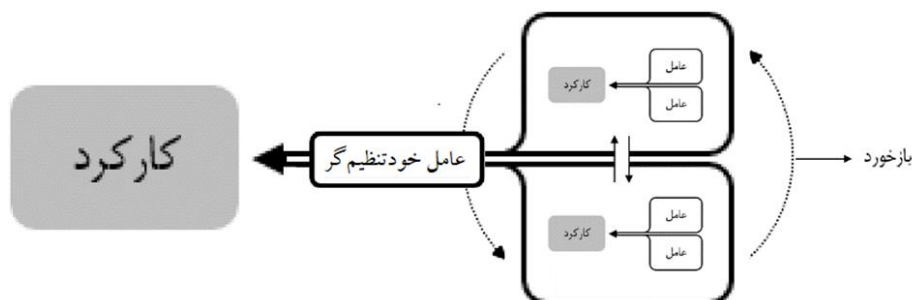 عامل
کارکرد
عامل
بازخورد
عامل خودتنظیم‌گر
کارکرد
عامل
کارکرد
عامل